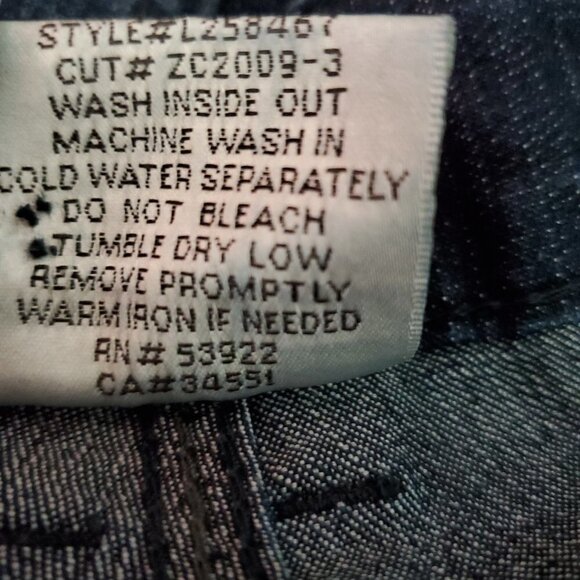 STYLE#L258467
CUT# ZC2009-3
WASH INSIDE OUT
MACHINE WASH IN
COLD WATER SEPARATELY
DO NOT BLEACH
TUMBLE DRY LOW
REMOVE PROMPTLY
WARM IRON IF NEEDED
RN# 53922
CA#34551